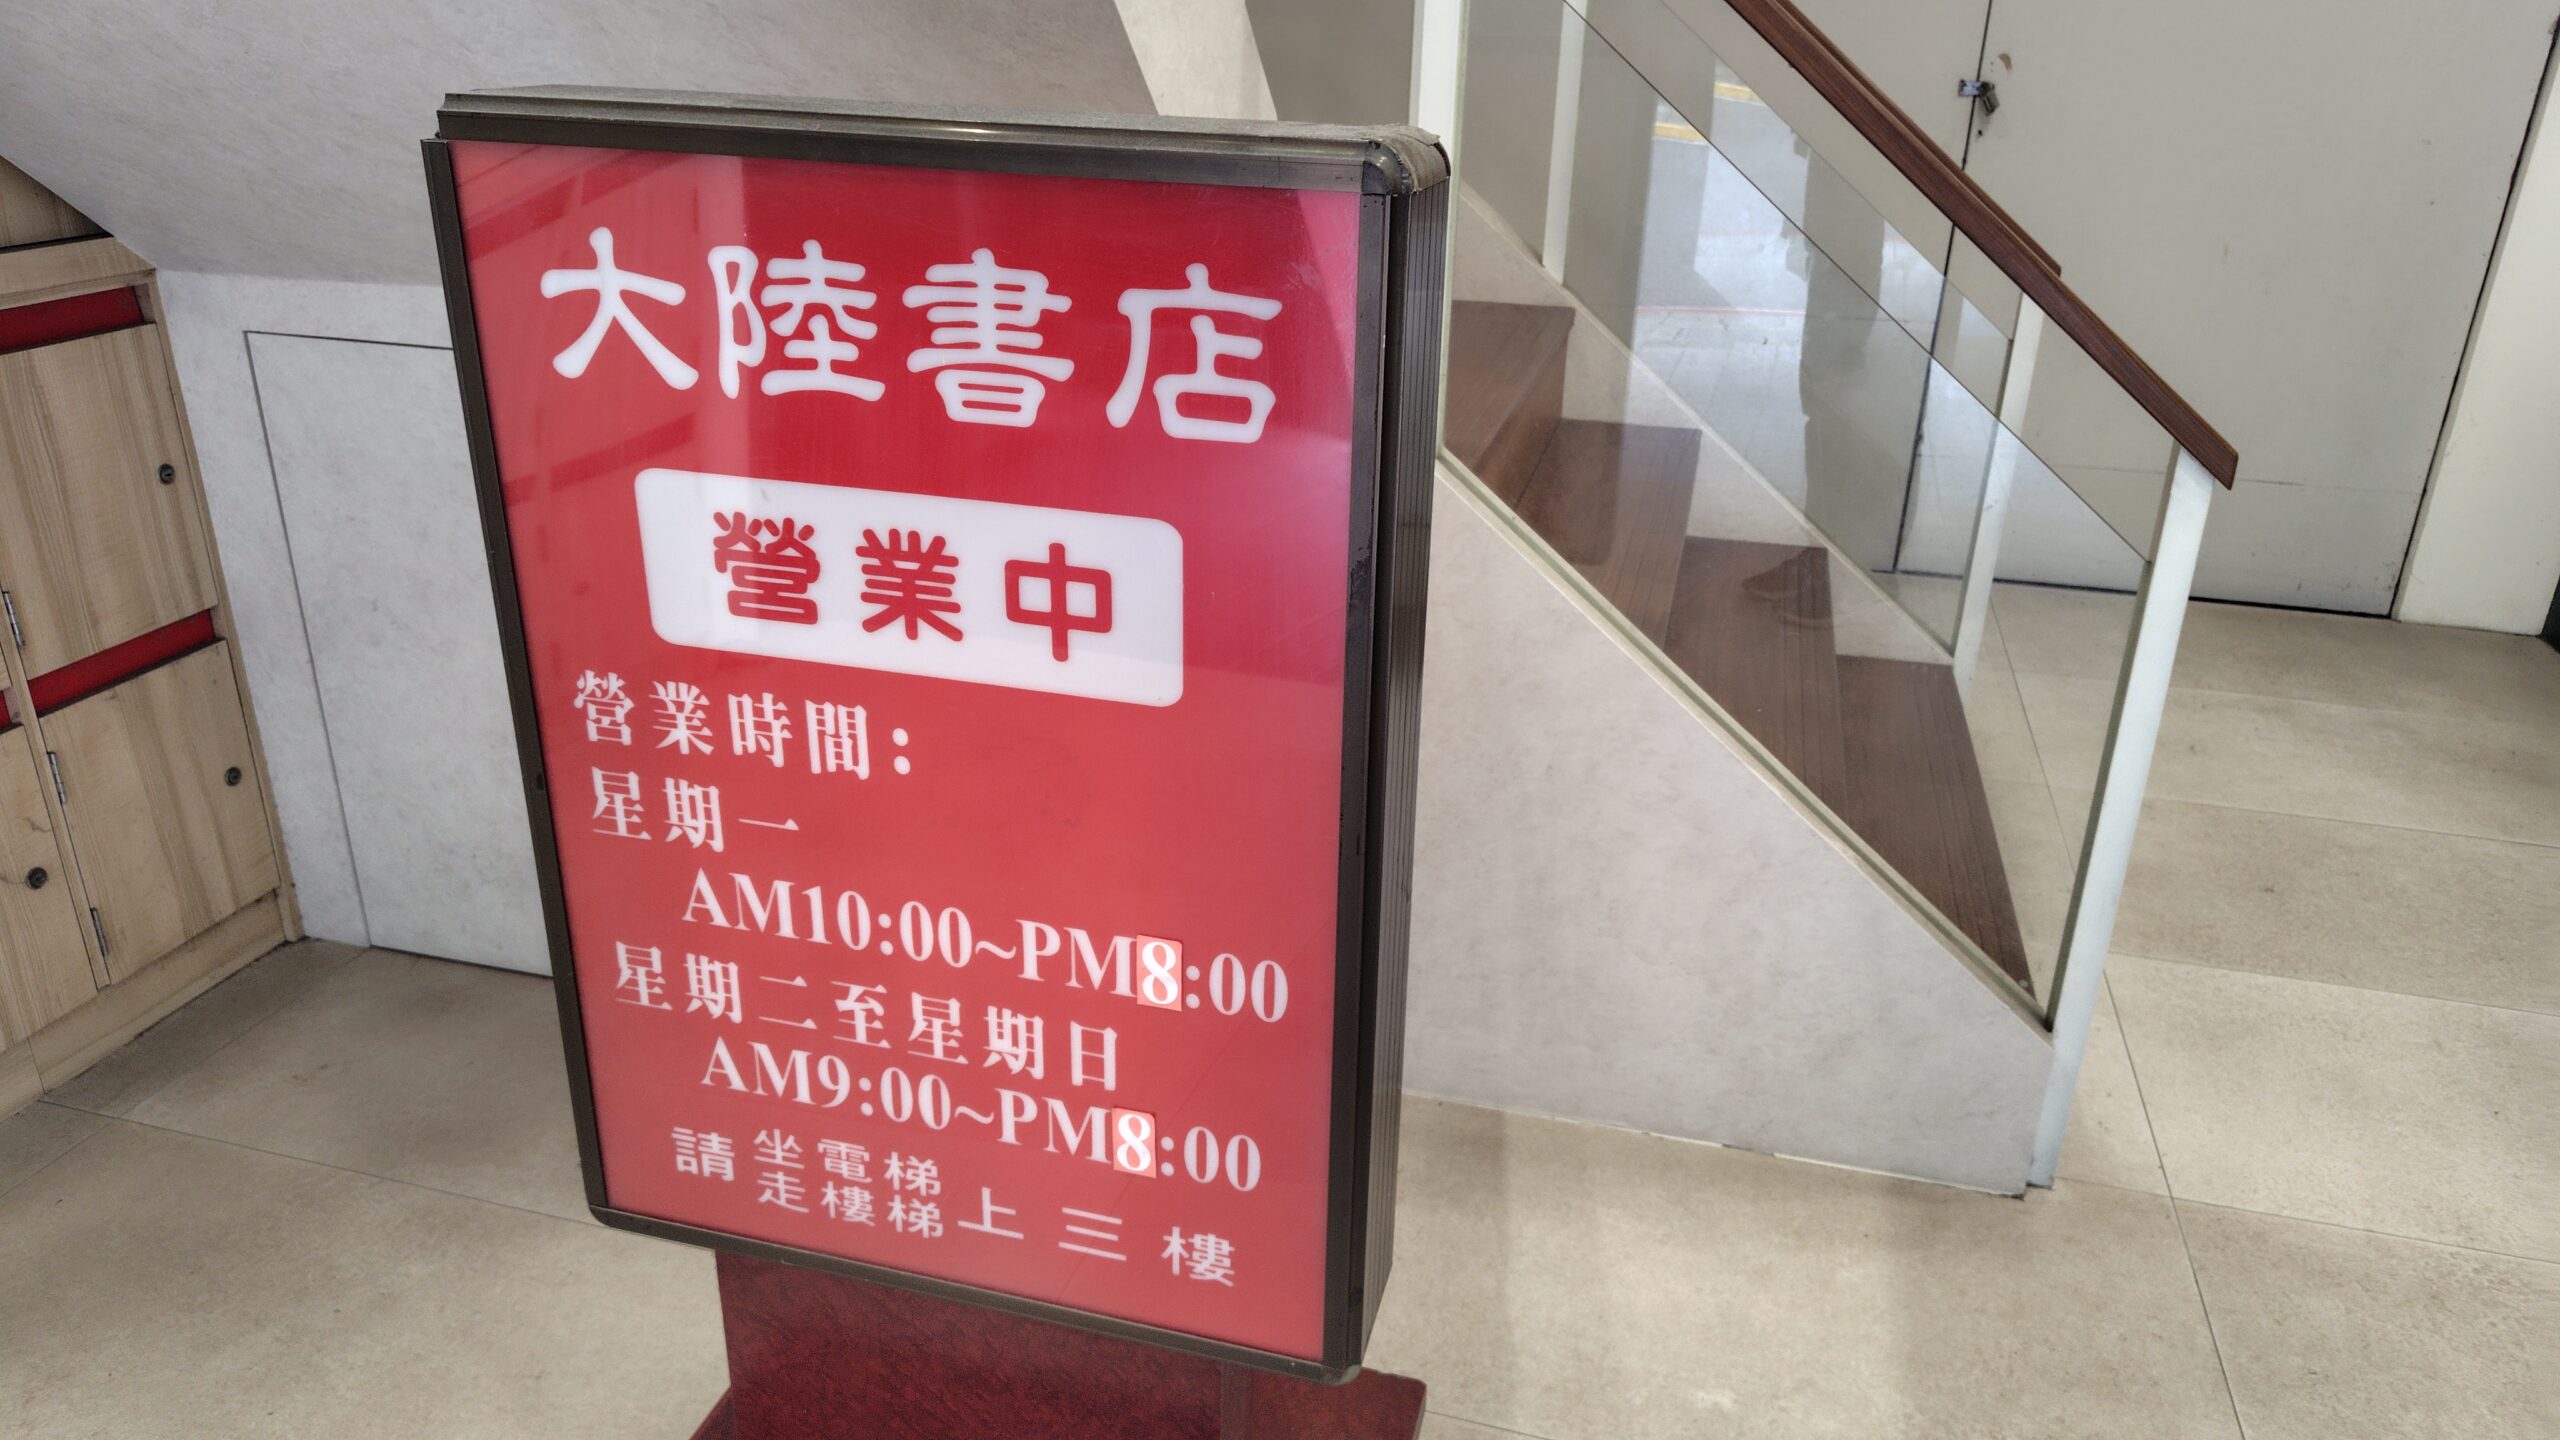 大陸書店
營業中
營業時間:
星期一
AM10:00~PM8:00
星期二至星期日
AM9:00~PM8:00
請 坐電梯 上三樓
走樓梯